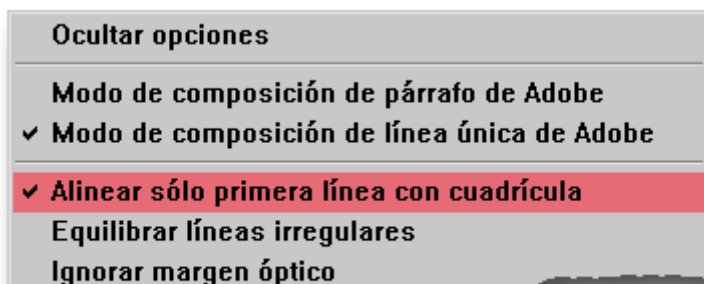 Ocultar opciones
Modo de composición de párrafo de Adobe
Modo de composición de línea única de Adobe
Alinear sólo primera línea con cuadrícula
Equilibrar líneas irregulares
Ignorar margen óptico